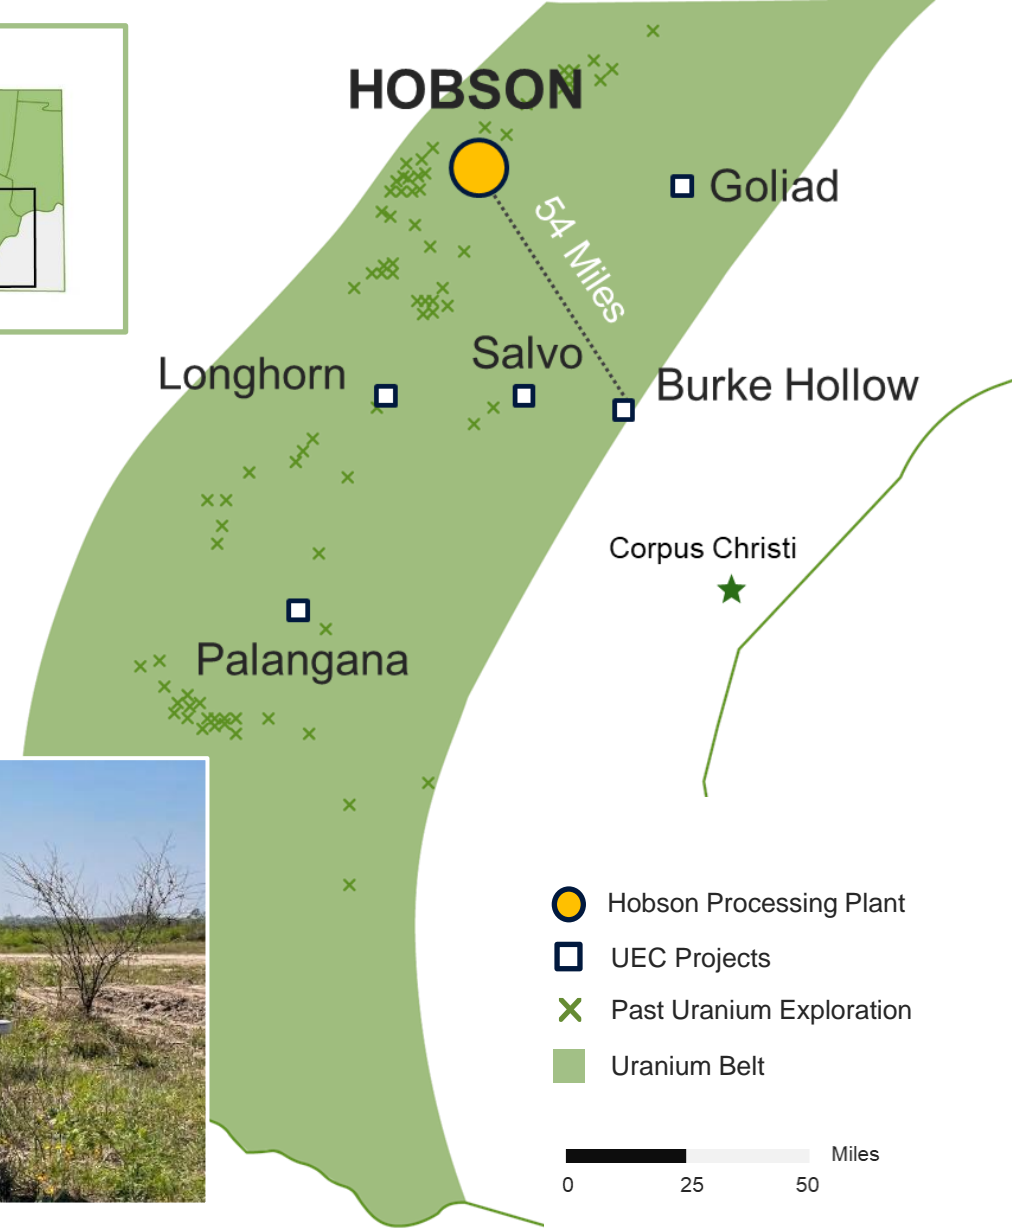 HOBSON
Goliad
54 Miles
Salvo
Longhorn
Burke Hollow
Corpus Christi
Palangana
Hobson Processing Plant
UEC Projects
Past Uranium Exploration
Uranium Belt
Miles
0 25 50